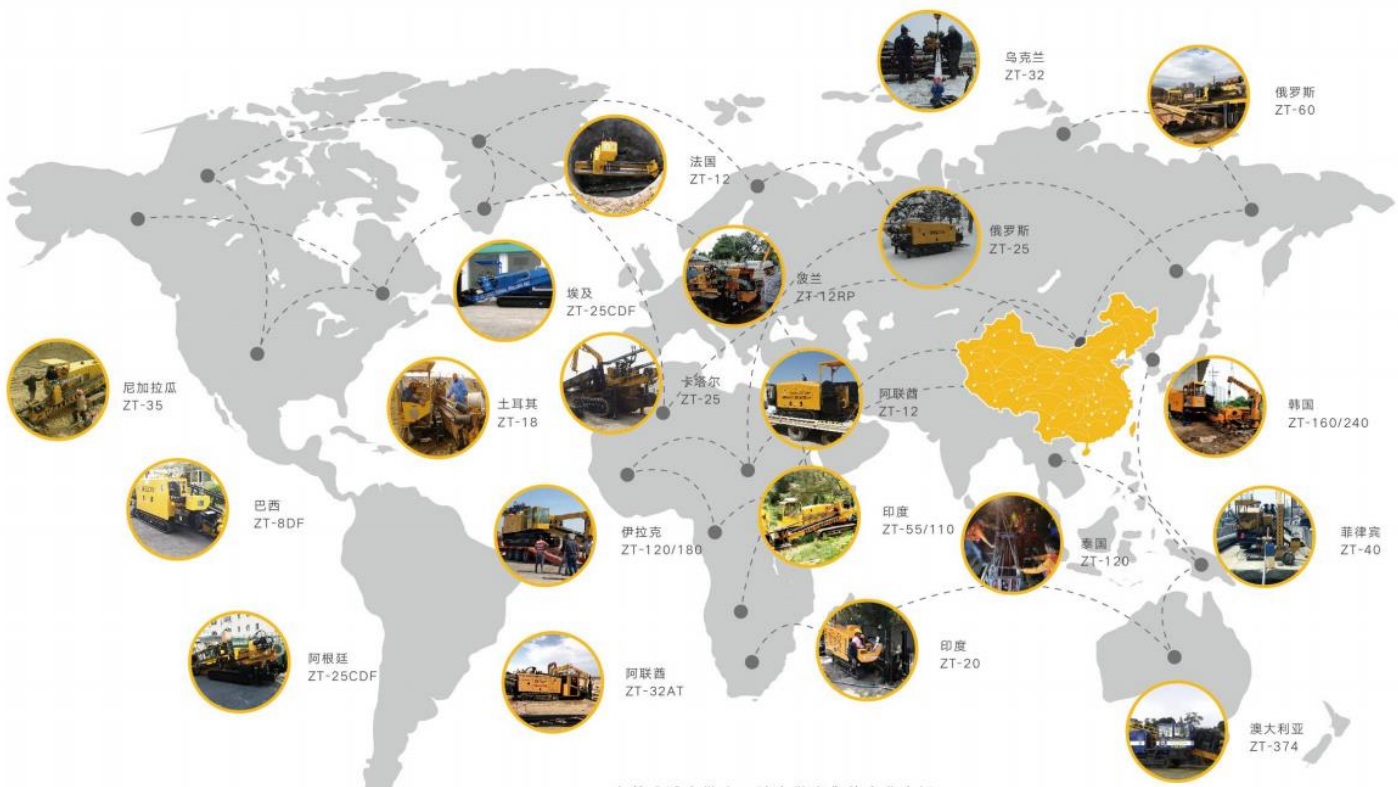 乌克兰
ZT-32
俄罗斯
ZT-60
法国
ZT-12
俄罗斯
ZT-25
埃及
ZT-25CDF
波兰
ZT-12RP
尼加拉瓜
ZT-35
土耳其
ZT-18
卡塔尔
ZT-25
阿联酋
ZT-12
韩国
ZT-160/240
巴西
ZT-8DF
伊拉克
ZT-120/180
印度
ZT-55/110
泰国
ZT-120
菲律宾
ZT-40
阿根廷
ZT-25CDF
阿联酋
ZT-32AT
印度
ZT-20
澳大利亚
ZT-374